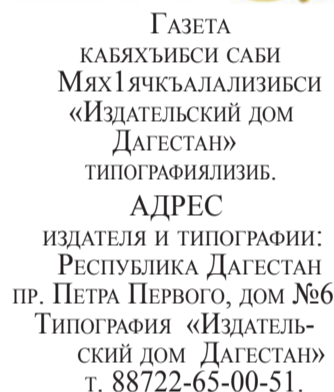 Газета
кабяхъибси саби
Мях1ячкъалализибси
«Издательский дом
Дагестан»
типографиялизиб.
АДРЕС
издателя и типографии:
Республика Дагестан
пр. Петра Первого, дом №6
Типография «Издатель-
ский дом Дагестан»
т. 88722-65-00-51.